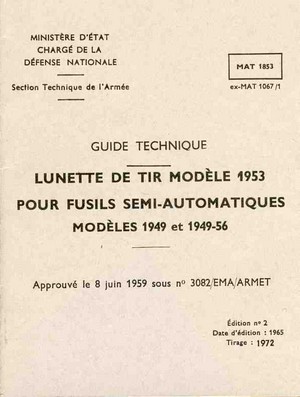 MINISTÈRE D'ÉTAT
CHARGÉ DE LA
DÉFENSE NATIONALE
Section Technique de l'Armée
MAT 1853
ex-MAT 1067/1
GUIDE TECHNIQUE
LUNETTE DE TIR MODÈLE 1953
POUR FUSILS SEMI-AUTOMATIQUES
MODÈLES 1949 et 1949-56
Approuvé le 8 juin 1959 sous nº 3082/EMA/ARMET
Édition nº 2
Date d'édition : 1965
Tirage : 1972